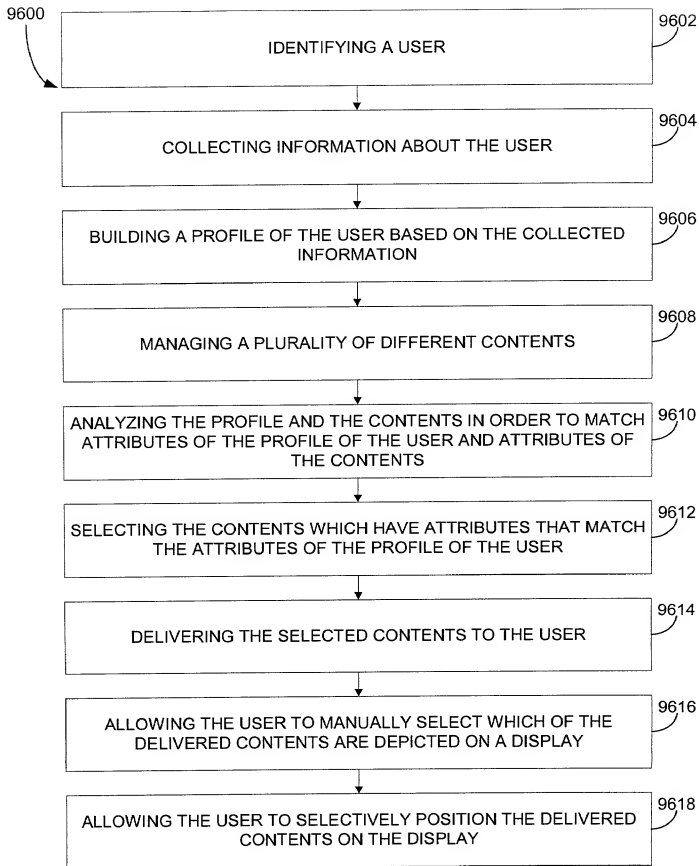 9600
9602
IDENTIFYING A USER
9604
COLLECTING INFORMATION ABOUT THE USER
9606
BUILDING A PROFILE OF THE USER BASED ON THE COLLECTED
INFORMATION
9608
MANAGING A PLURALITY OF DIFFERENT CONTENTS
9610
ANALYZING THE PROFILE AND THE CONTENTS IN ORDER TO MATCH
ATTRIBUTES OF THE PROFILE OF THE USER AND ATTRIBUTES OF
THE CONTENTS
9612
SELECTING THE CONTENTS WHICH HAVE ATTRIBUTES THAT MATCH
THE ATTRIBUTES OF THE PROFILE OF THE USER
9614
DELIVERING THE SELECTED CONTENTS TO THE USER
9616
ALLOWING THE USER TO MANUALLY SELECT WHICH OF THE
DELIVERED CONTENTS ARE DEPICTED ON A DISPLAY
9618
ALLOWING THE USER TO SELECTIVELY POSITION THE DELIVERED
CONTENTS ON THE DISPLAY